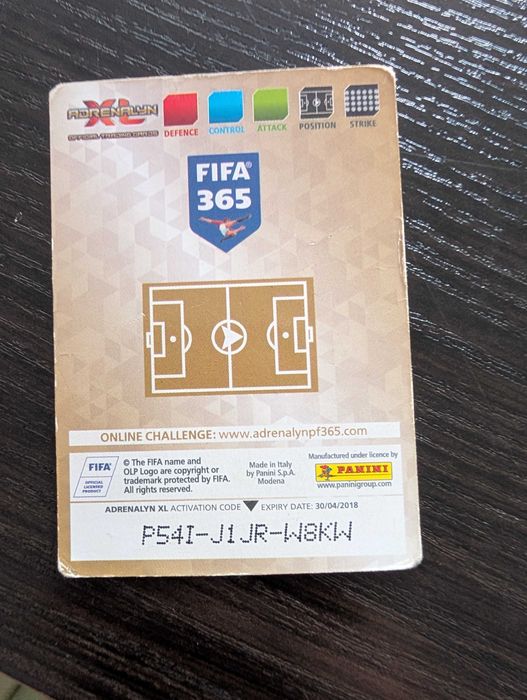 ADRENALYN
XL
OFFICIAL TRADING CARDS
DEFENCE CONTROL ATTACK POSITION STRIKE
FIFA®
365
ONLINE CHALLENGE: www.adrenalynpf365.com
FIFA®
OFFICIAL
LICENSED
PRODUCT
© The FIFA name and
OLP Logo are copyright or
trademark protected by FIFA.
All rights reserved.
Made in Italy
by Panini S.p.A.
Modena
Manufactured under licence by
PANINI
www.paninigroup.com
ADRENALYN XL ACTIVATION CODE EXPIRY DATE: 30/04/2018
P54I-J1JR-W8KW